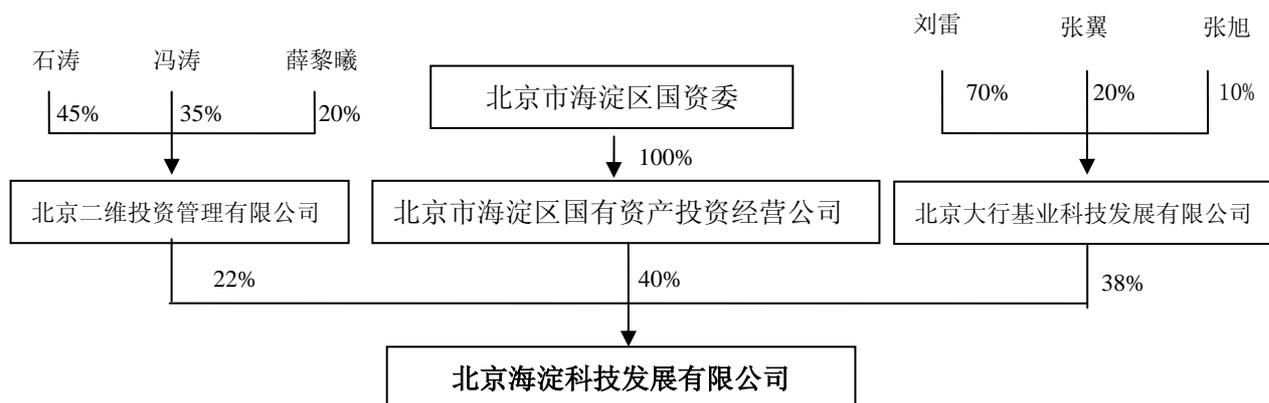 刘雷 张翼 张旭
石涛 冯涛 薛黎曦
北京市海淀区国资委
45% 35% 20%
70% 20% 10%
100%
北京二维投资管理有限公司
北京市海淀区国有资产投资经营公司
北京大行基业科技发展有限公司
22% 40% 38%
北京海淀科技发展有限公司